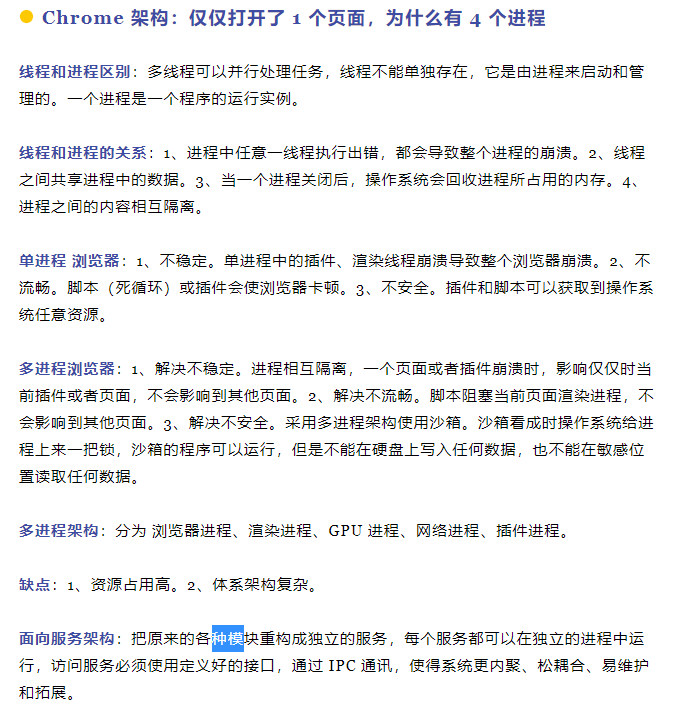 Chrome 架构：仅仅打开了 1 个页面，为什么有 4 个进程
线程和进程区别：多线程可以并行处理任务，线程不能单独存在，它是由进程来启动和管
理的。一个进程是一个程序的运行实例。
线程和进程的关系：1、进程中任意一线程执行出错，都会导致整个进程的崩溃。2、线程
之间共享进程中的数据。3、当一个进程关闭后，操作系统会回收进程所占用的内存。4、
进程之间的内容相互隔离。
单进程 浏览器：1、不稳定。单进程中的插件、渲染线程崩溃导致整个浏览器崩溃。2、不
流畅。脚本（死循环）或插件会使浏览器卡顿。3、不安全。插件和脚本可以获取到操作系
统任意资源。
多进程浏览器：1、解决不稳定。进程相互隔离，一个页面或者插件崩溃时，影响仅仅时当
前插件或者页面，不会影响到其他页面。2、解决不流畅。脚本阻塞当前页面渲染进程，不
会影响到其他页面。3、解决不安全。采用多进程架构使用沙箱。沙箱看成时操作系统给进
程上来一把锁，沙箱的程序可以运行，但是不能在硬盘上写入任何数据，也不能在敏感位
置读取任何数据。
多进程架构：分为 浏览器进程、渲染进程、GPU 进程、网络进程、插件进程。
缺点：1、资源占用高。2、体系架构复杂。
面向服务架构：把原来的各种模块重构成独立的服务，每个服务都可以在独立的进程中运
行，访问服务必须使用定义好的接口，通过 IPC 通讯，使得系统更内聚、松耦合、易维护
和拓展。